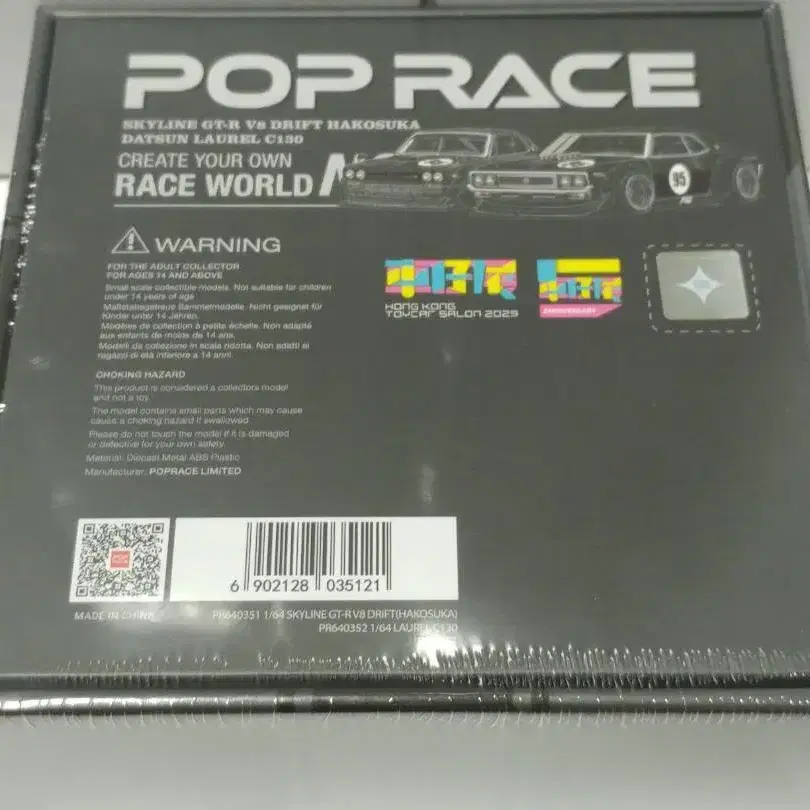 POP RACE
SKYLINE GT-R V8 DRIFT HAKOSUKA
DATSUN LAUREL C130
CREATE YOUR OWN
RACE WORLD
95
WARNING
FOR THE ADULT COLLECTOR
FOR AGES 14 AND ABOVE
Small scale collectible models. Not suitable for children
under 14 years of age
Maßstabsgetreue Sammelmodelle. Nicht geeignet für
Kinder unter 14 Jahren.
Modèles de collection à petite échelle. Non adapté
aux enfants de moins de 14 ans.
Modelli da collezione in scala ridotta. Non adatti ai
ragazzi di età inferiore a 14 anni.
HONG KONG
TOYCAR SALON 2025
ANNIVERSARY
CHOKING HAZARD
This product is considered a collectors model
and not a toy.
The model contains small parts which may cause
cause a choking hazard if swallowed.
Please do not touch the model if it is damaged
or defective for your own safety.
Material: Diecast Metal ABS Plastic
Manufacturer: POPRACE LIMITED
POP RACE
6 902128 035121
MADE IN CHINA
PR640351 1/64 SKYLINE GT-R V8 DRIFT(HAKOSUKA)
PR640352 1/64 LAUREL C130